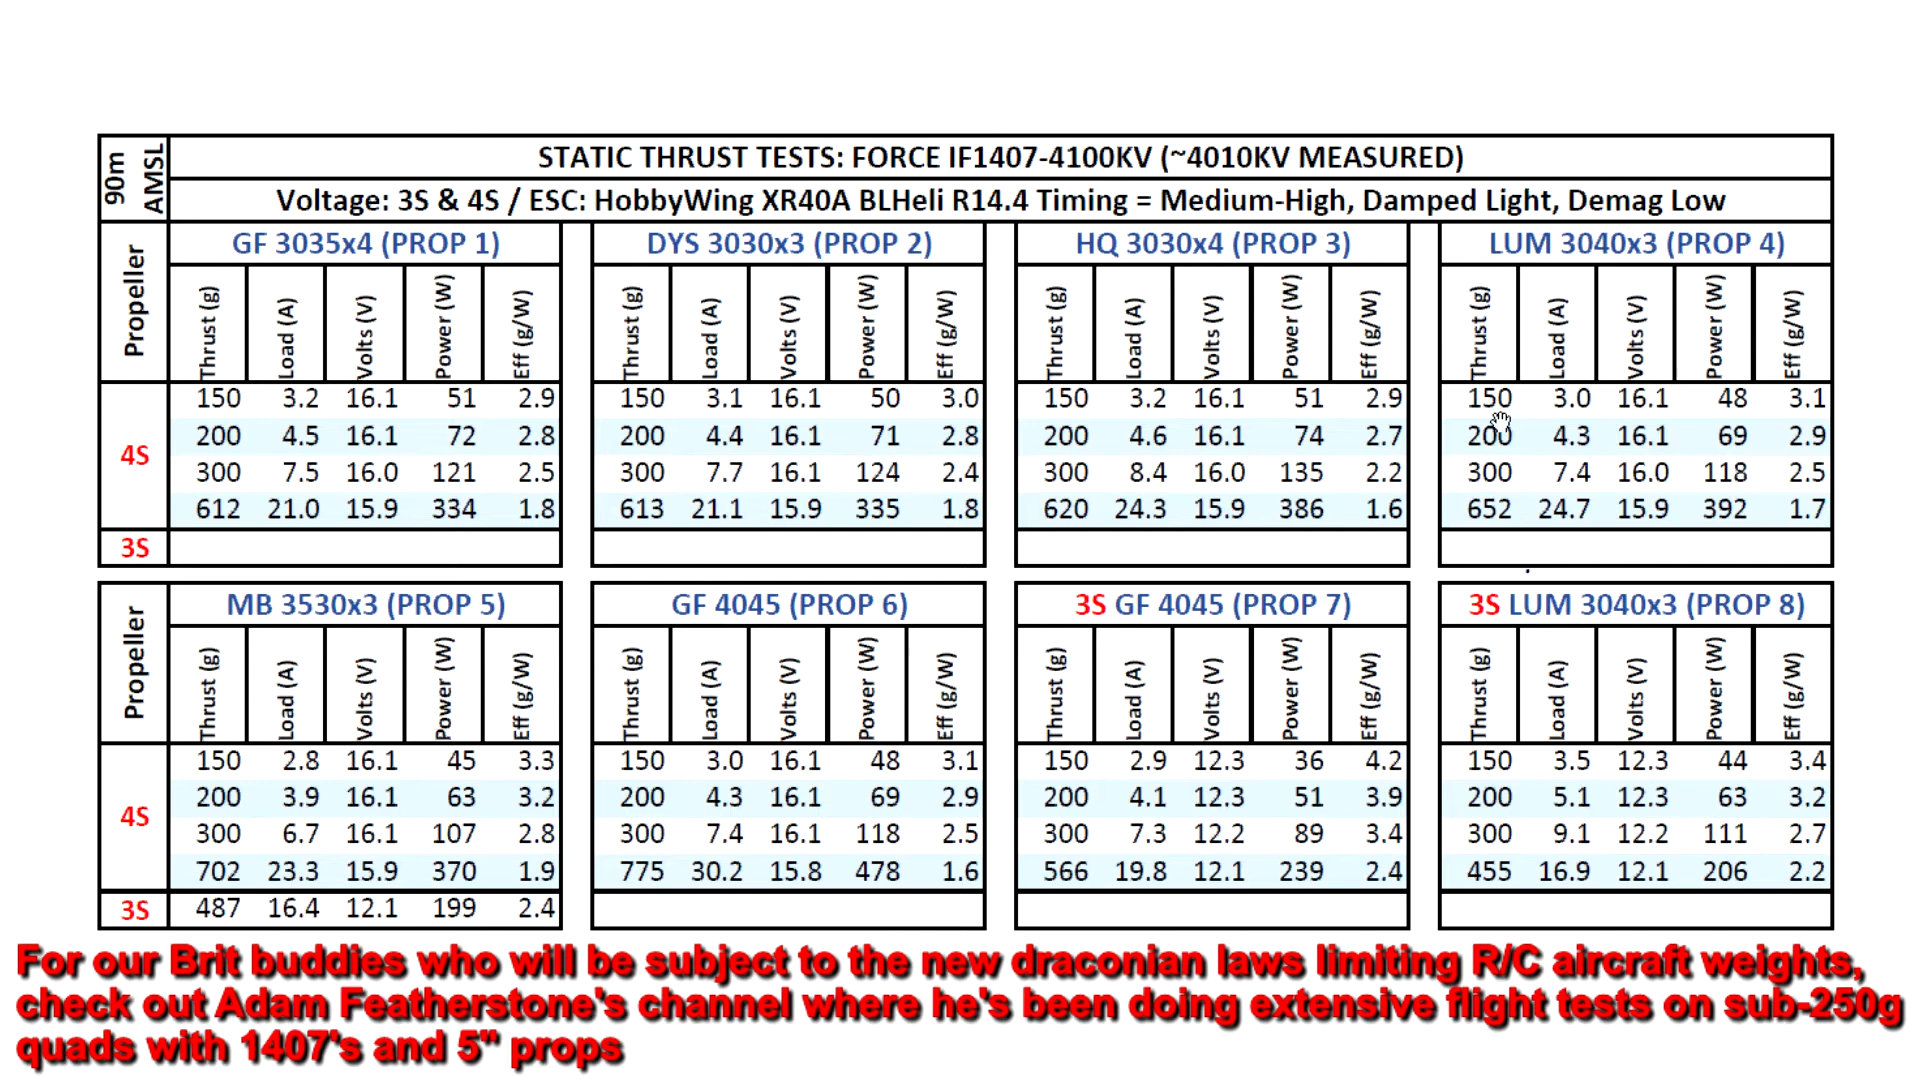 90m AMSL
STATIC THRUST TESTS: FORCE IF1407-4100KV (~4010KV MEASURED)
Voltage: 3S & 4S / ESC: HobbyWing XR40A BLHeli R14.4 Timing = Medium-High, Damped Light, Demag Low
Propeller GF 3035x4 (PROP 1) DYS 3030x3 (PROP 2) HQ 3030x4 (PROP 3) LUM 3040x3 (PROP 4)
Thrust (g) Load (A) Volts (V) Power (W) Eff (g/W) Thrust (g) Load (A) Volts (V) Power (W) Eff (g/W) Thrust (g) Load (A) Volts (V) Power (W) Eff (g/W) Thrust (g) Load (A) Volts (V) Power (W) Eff (g/W)
150 3.2 16.1 51 2.9 150 3.1 16.1 50 3.0 150 3.2 16.1 51 2.9 150 3.0 16.1 48 3.1
200 4.5 16.1 72 2.8 200 4.4 16.1 71 2.8 200 4.6 16.1 74 2.7 200 4.3 16.1 69 2.9
4S
300 7.5 16.0 121 2.5 300 7.7 16.1 124 2.4 300 8.4 16.0 135 2.2 300 7.4 16.0 118 2.5
612 21.0 15.9 334 1.8 613 21.1 15.9 335 1.8 620 24.3 15.9 386 1.6 652 24.7 15.9 392 1.7
3S
Propeller MB 3530x3 (PROP 5) GF 4045 (PROP 6) 3S GF 4045 (PROP 7) 3S LUM 3040x3 (PROP 8)
Thrust (g) Load (A) Volts (V) Power (W) Eff (g/W) Thrust (g) Load (A) Volts (V) Power (W) Eff (g/W) Thrust (g) Load (A) Volts (V) Power (W) Eff (g/W) Thrust (g) Load (A) Volts (V) Power (W) Eff (g/W)
150 2.8 16.1 45 3.3 150 3.0 16.1 48 3.1 150 2.9 12.3 36 4.2 150 3.5 12.3 44 3.4
200 3.9 16.1 63 3.2 200 4.3 16.1 69 2.9 200 4.1 12.3 51 3.9 200 5.1 12.3 63 3.2
4S
300 6.7 16.1 107 2.8 300 7.4 16.1 118 2.5 300 7.3 12.2 89 3.4 300 9.1 12.2 111 2.7
702 23.3 15.9 370 1.9 775 30.2 15.8 478 1.6 566 19.8 12.1 239 2.4 455 16.9 12.1 206 2.2
3S 487 16.4 12.1 199 2.4
For our Brit buddies who will be subject to the new draconian laws limiting R/C aircraft weights,
check out Adam Featherstone's channel where he's been doing extensive flight tests on sub-250g
quads with 1407's and 5" props